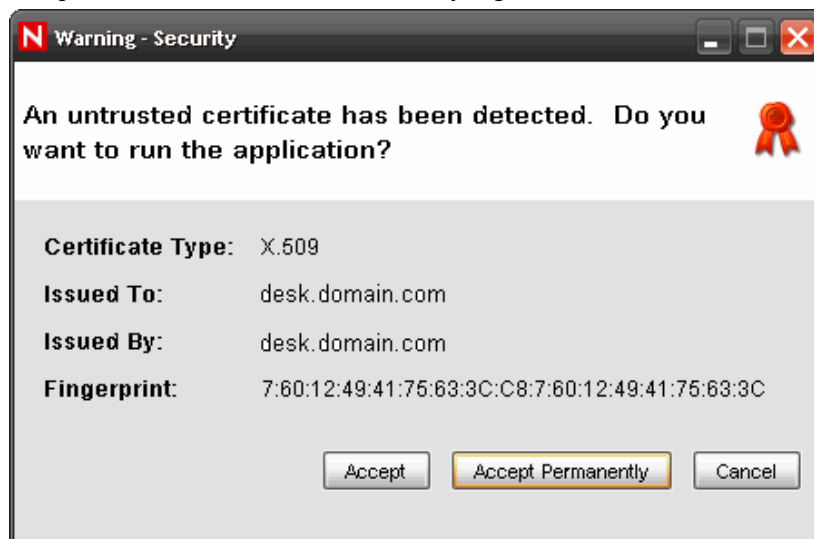 N Warning - Security
An untrusted certificate has been detected. Do you
want to run the application?
Certificate Type: X.509
Issued To: desk.domain.com
Issued By: desk.domain.com
Fingerprint: 7:60:12:49:41:75:63:3C:C8:7:60:12:49:41:75:63:3C
Accept Accept Permanently Cancel